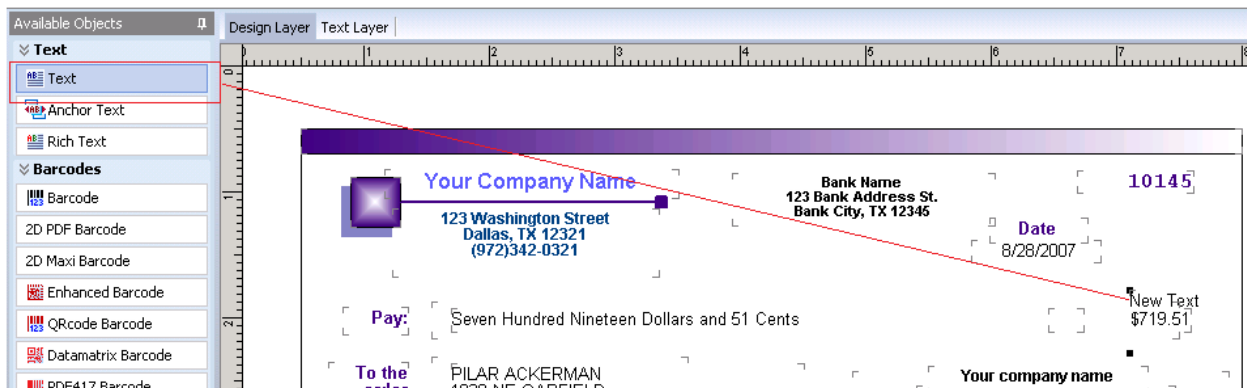 Available Objects
Text
Text
Anchor Text
Rich Text
Barcodes
Barcode
2D PDF Barcode
2D Maxi Barcode
Enhanced Barcode
QRcode Barcode
Datamatrix Barcode
PDF417 Barcode
Design Layer Text Layer
1 2 3 4 5 6 7 8
0
1
2
Your Company Name
123 Washington Street
Dallas, TX 12321
(972)342-0321
Bank Name
123 Bank Address St.
Bank City, TX 12345
10145
Date
8/28/2007
New Text
$719.51
Pay: Seven Hundred Nineteen Dollars and 51 Cents
To the PILAR ACKERMAN
Your company name